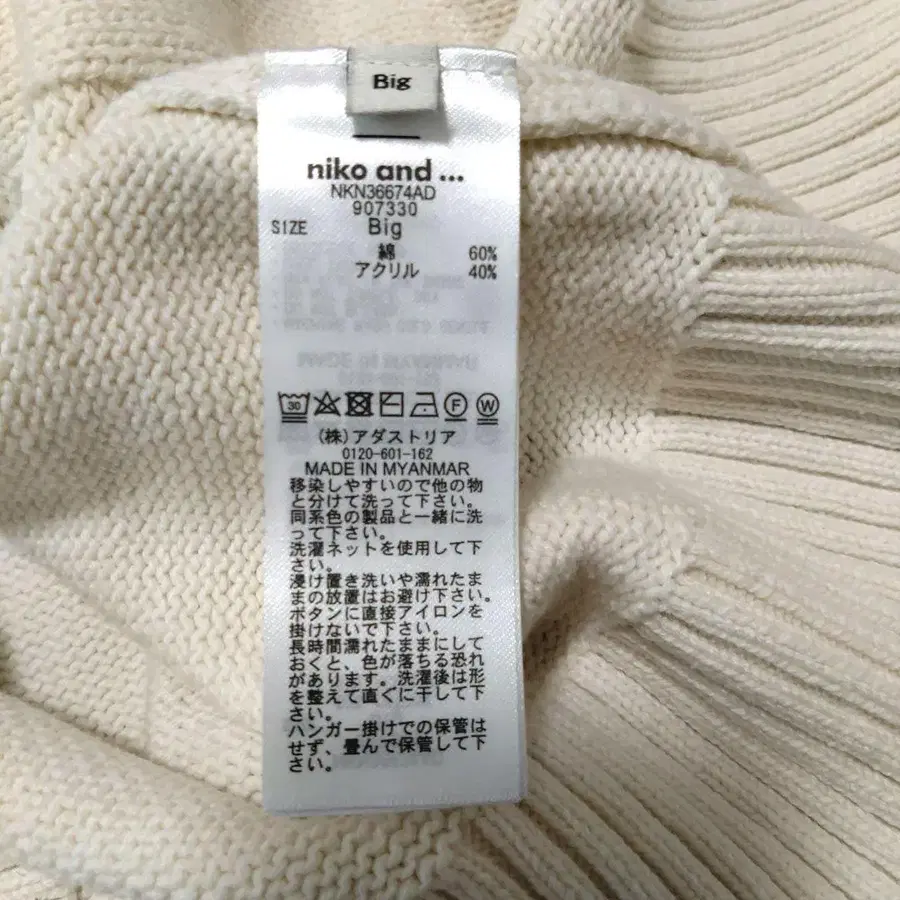 Big
niko and ...
NKN36674AD
907330
SIZE Big
綿 60%
アクリル 40%
30 F W
(株)アダストリア
0120-601-162
MADE IN MYANMAR
移染しやすいので他の物
と分けて洗って下さい。
同系色の製品と一緒に洗
って下さい。
洗濯ネットを使用して下
さい。
浸け置き洗いや濡れたま
まの放置はお避け下さい。
ボタンに直接アイロンを
掛けないで下さい。
長時間濡れたままにして
おくと、色が落ちる恐れ
があります。洗濯後は形
を整えて直ぐに干して下
さい。
ハンガー掛けでの保管は
せず、畳んで保管して下
さい。